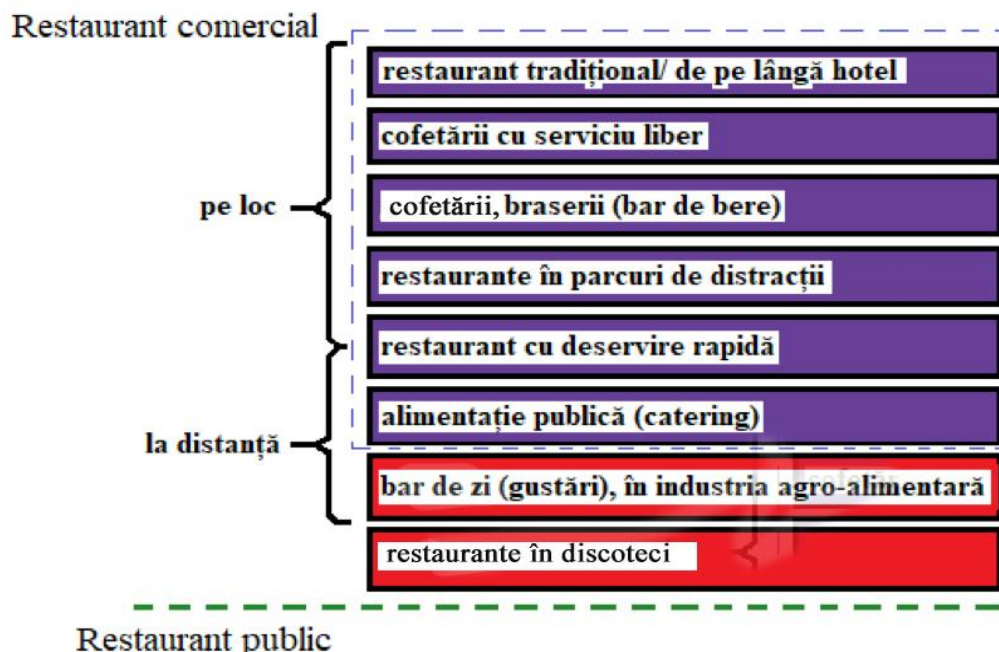 Restaurant comercial
restaurant tradițional/ de pe lângă hotel
cofetării cu serviciu liber
pe loc
cofetării, braserii (bar de bere)
restaurante în parcuri de distracții
restaurant cu deservire rapidă
alimentație publică (catering)
la distanță
bar de zi (gustări), în industria agro-alimentară
restaurante în discoteci
Restaurant public